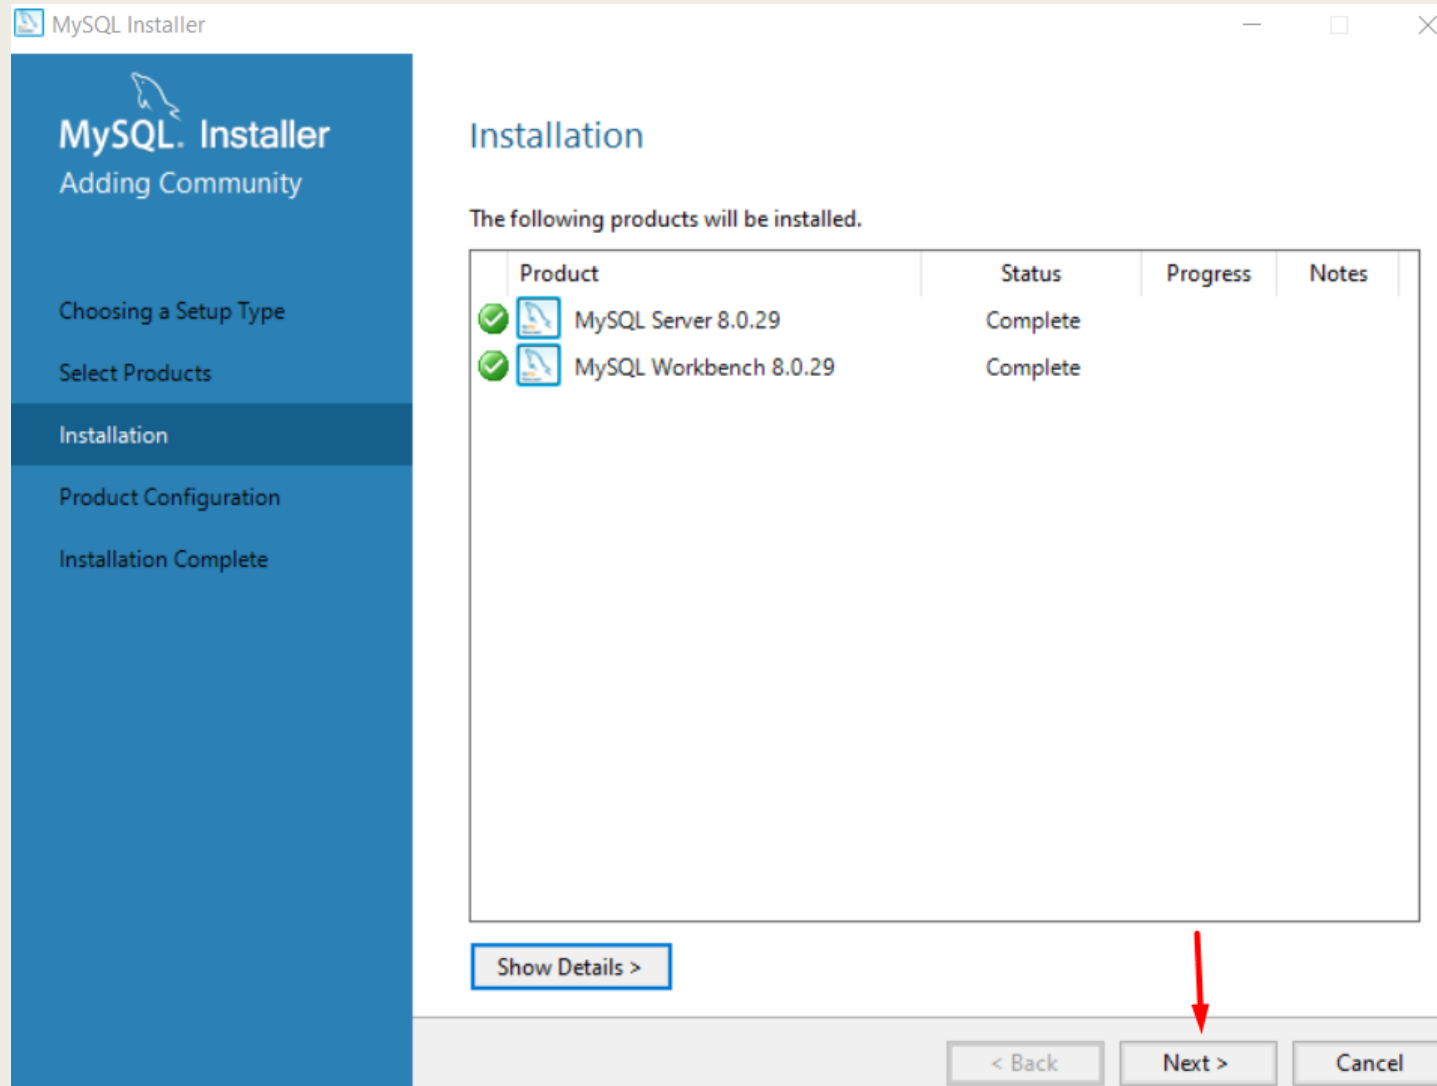 MySQL Installer
MySQL. Installer
Adding Community
Choosing a Setup Type
Select Products
Installation
Product Configuration
Installation Complete
Installation
The following products will be installed.
Product Status Progress Notes
MySQL Server 8.0.29 Complete
MySQL Workbench 8.0.29 Complete
Show Details >
< Back Next > Cancel